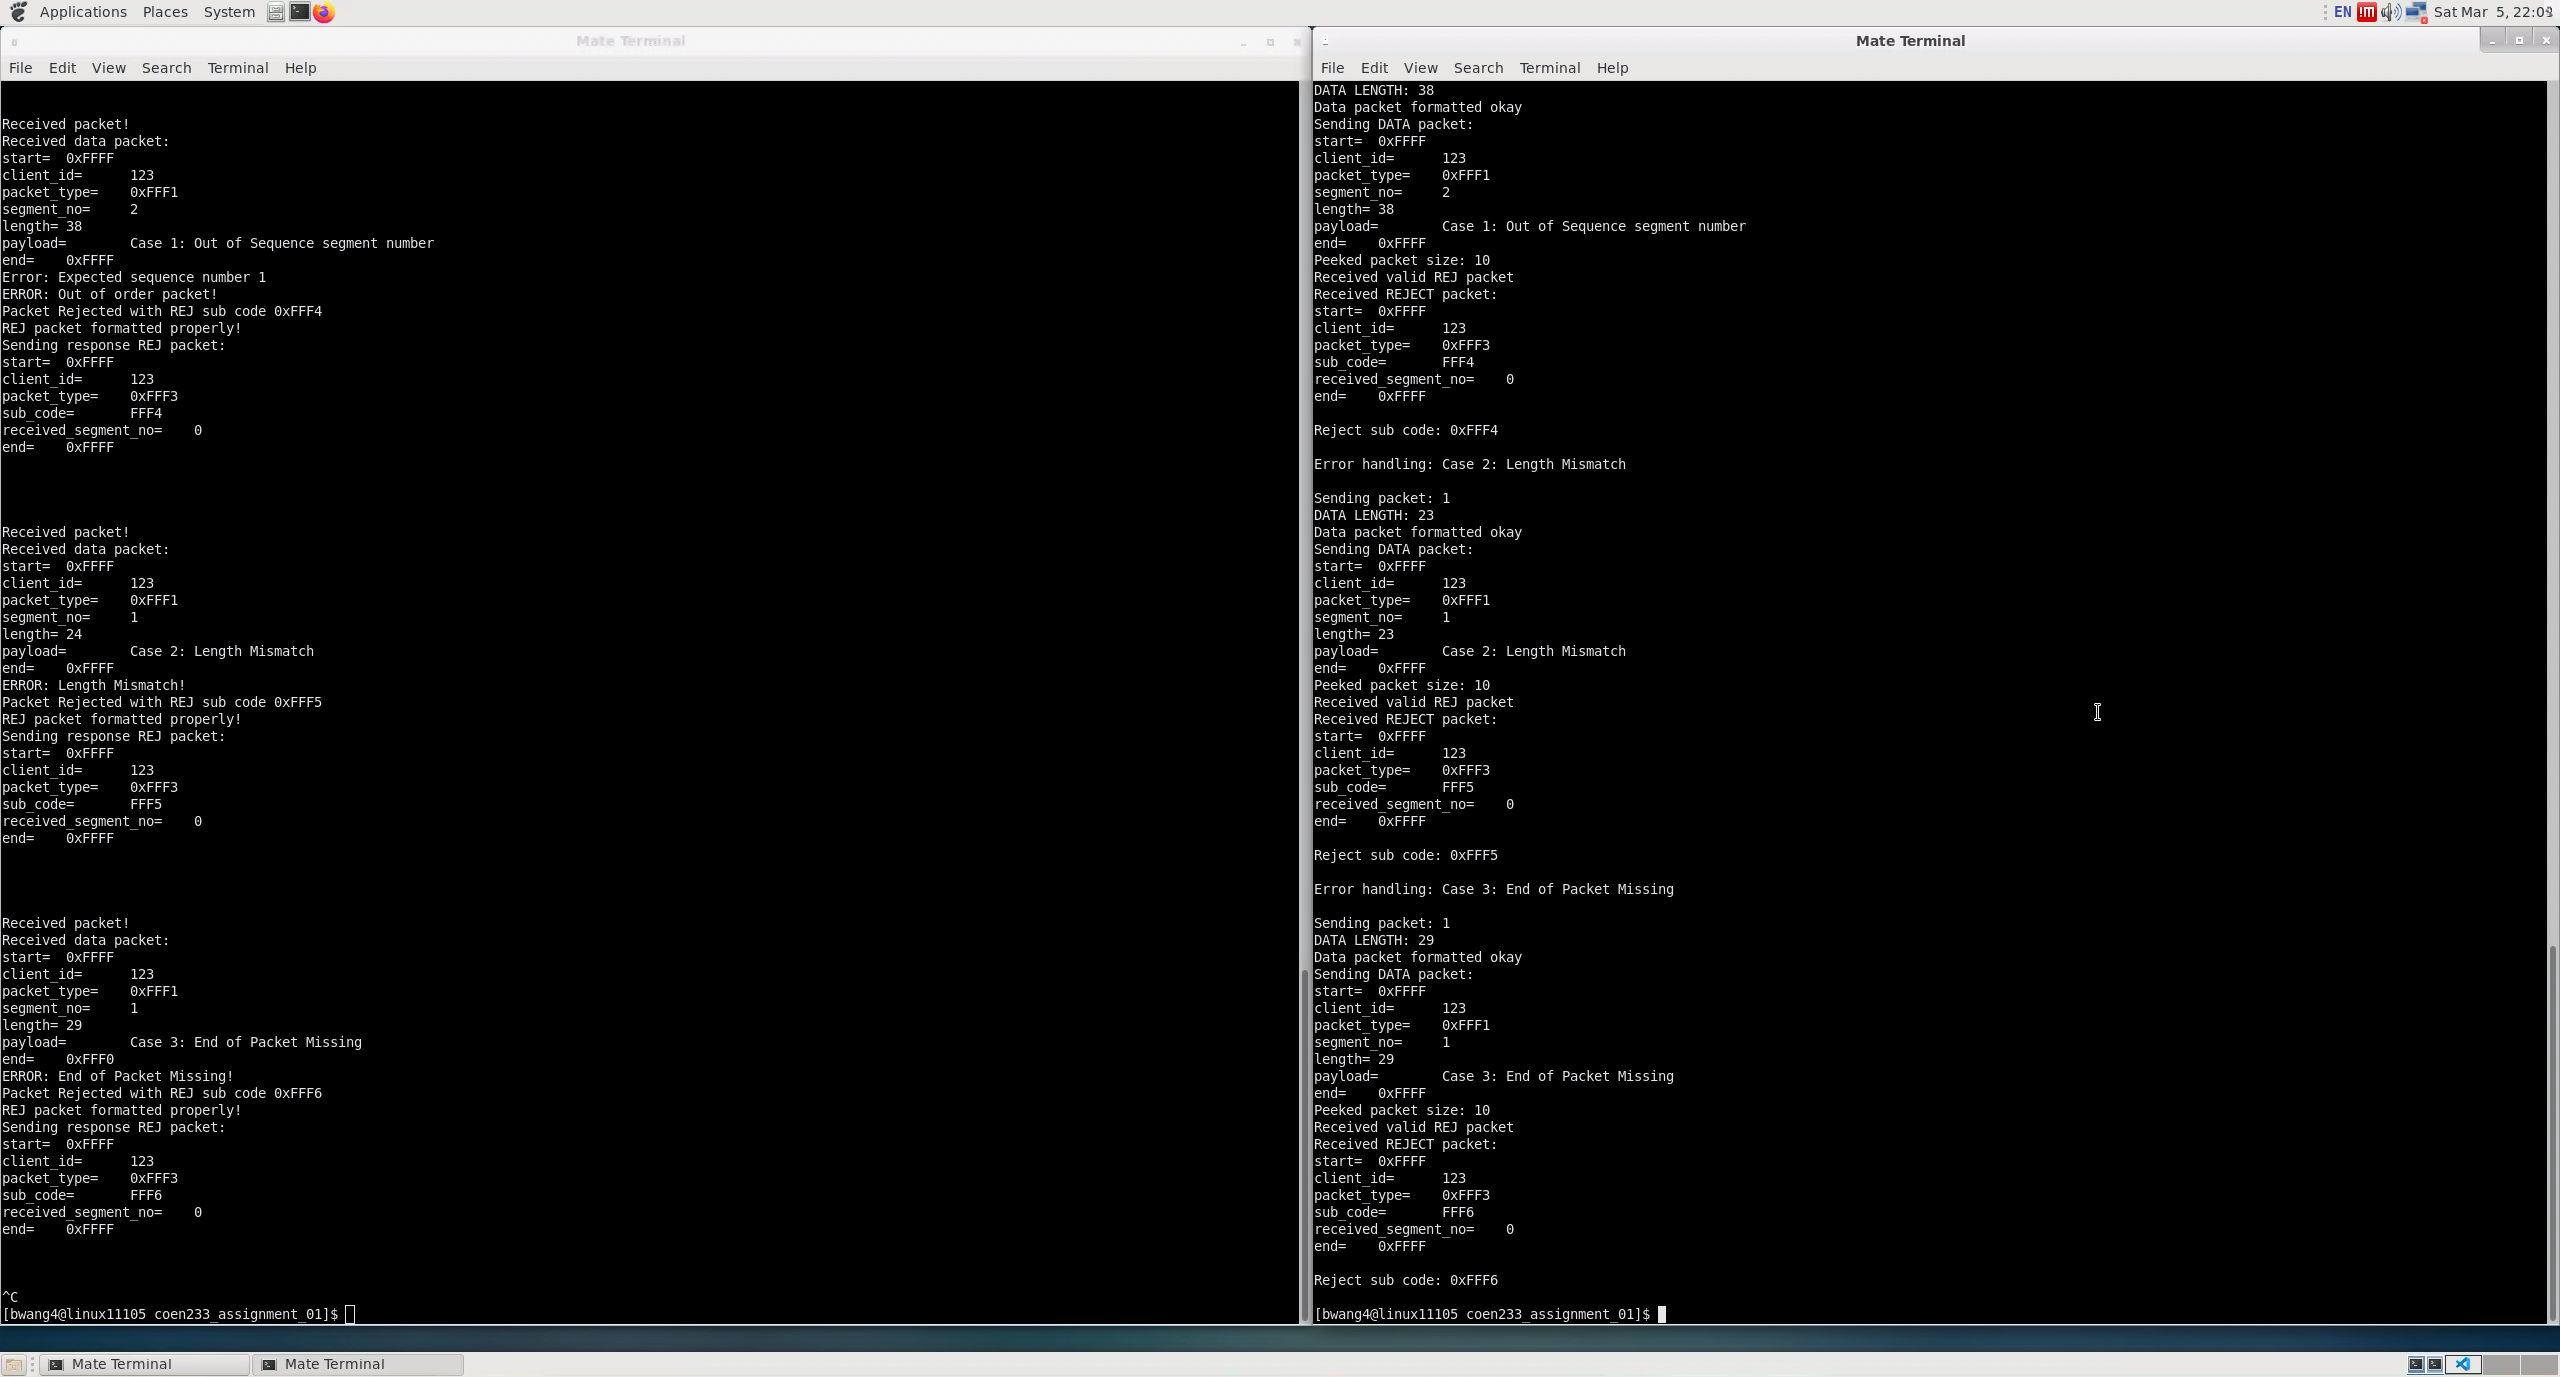 Applications Places System EN !m Sat Mar 5, 22:0
Mate Terminal
File Edit View Search Terminal Help
Received packet!
Received data packet:
start= 0xFFFF
client_id= 123
packet_type= 0xFFF1
segment_no= 2
length= 38
payload= Case 1: Out of Sequence segment number
end= 0xFFFF
Error: Expected sequence number 1
ERROR: Out of order packet!
Packet Rejected with REJ sub code 0xFFF4
REJ packet formatted properly!
Sending response REJ packet:
start= 0xFFFF
client_id= 123
packet_type= 0xFFF3
sub_code= FFF4
received_segment_no= 0
end= 0xFFFF
Received packet!
Received data packet:
start= 0xFFFF
client_id= 123
packet_type= 0xFFF1
segment_no= 1
length= 24
payload= Case 2: Length Mismatch
end= 0xFFFF
ERROR: Length Mismatch!
Packet Rejected with REJ sub code 0xFFF5
REJ packet formatted properly!
Sending response REJ packet:
start= 0xFFFF
client_id= 123
packet_type= 0xFFF3
sub_code= FFF5
received_segment_no= 0
end= 0xFFFF
Received packet!
Received data packet:
start= 0xFFFF
client_id= 123
packet_type= 0xFFF1
segment_no= 1
length= 29
payload= Case 3: End of Packet Missing
end= 0xFFF0
ERROR: End of Packet Missing!
Packet Rejected with REJ sub code 0xFFF6
REJ packet formatted properly!
Sending response REJ packet:
start= 0xFFFF
client_id= 123
packet_type= 0xFFF3
sub_code= FFF6
received_segment_no= 0
end= 0xFFFF
^C
[bwang4@linux11105 coen233_assignment_01]$
Mate Terminal
File Edit View Search Terminal Help
DATA LENGTH: 38
Data packet formatted okay
Sending DATA packet:
start= 0xFFFF
client_id= 123
packet_type= 0xFFF1
segment_no= 2
length= 38
payload= Case 1: Out of Sequence segment number
end= 0xFFFF
Peeked packet size: 10
Received valid REJ packet
Received REJECT packet:
start= 0xFFFF
client_id= 123
packet_type= 0xFFF3
sub_code= FFF4
received_segment_no= 0
end= 0xFFFF
Reject sub code: 0xFFF4
Error handling: Case 2: Length Mismatch
Sending packet: 1
DATA LENGTH: 23
Data packet formatted okay
Sending DATA packet:
start= 0xFFFF
client_id= 123
packet_type= 0xFFF1
segment_no= 1
length= 23
payload= Case 2: Length Mismatch
end= 0xFFFF
Peeked packet size: 10
Received valid REJ packet
Received REJECT packet:
start= 0xFFFF
client_id= 123
packet_type= 0xFFF3
sub_code= FFF5
received_segment_no= 0
end= 0xFFFF
Reject sub code: 0xFFF5
Error handling: Case 3: End of Packet Missing
Sending packet: 1
DATA LENGTH: 29
Data packet formatted okay
Sending DATA packet:
start= 0xFFFF
client_id= 123
packet_type= 0xFFF1
segment_no= 1
length= 29
payload= Case 3: End of Packet Missing
end= 0xFFFF
Peeked packet size: 10
Received valid REJ packet
Received REJECT packet:
start= 0xFFFF
client_id= 123
packet_type= 0xFFF3
sub_code= FFF6
received_segment_no= 0
end= 0xFFFF
Reject sub code: 0xFFF6
[bwang4@linux11105 coen233_assignment_01]$
Mate Terminal Mate Terminal